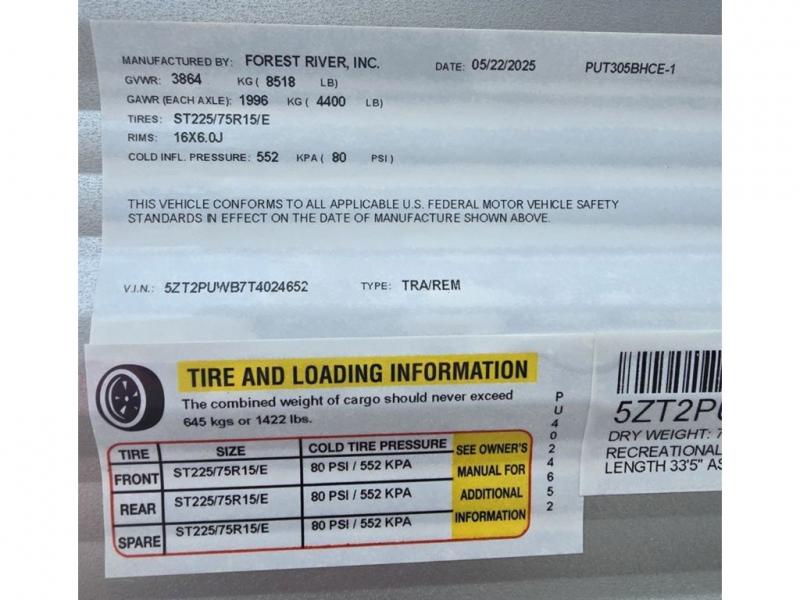 MANUFACTURED BY: FOREST RIVER, INC. DATE: 05/22/2025 PUT305BHCE-1
GVWR: 3864 KG ( 8518 LB)
GAWR (EACH AXLE): 1996 KG ( 4400 LB)
TIRES: ST225/75R15/E
RIMS: 16X6.0J
COLD INFL. PRESSURE: 552 KPA ( 80 PSI )
THIS VEHICLE CONFORMS TO ALL APPLICABLE U.S. FEDERAL MOTOR VEHICLE SAFETY
STANDARDS IN EFFECT ON THE DATE OF MANUFACTURE SHOWN ABOVE.
V.I.N.: 5ZT2PUWB7T4024652 TYPE: TRA/REM
TIRE AND LOADING INFORMATION
The combined weight of cargo should never exceed
645 kgs or 1422 lbs.
TIRE SIZE COLD TIRE PRESSURE SEE OWNER'S
FRONT ST225/75R15/E 80 PSI / 552 KPA MANUAL FOR
REAR ST225/75R15/E 80 PSI / 552 KPA ADDITIONAL
SPARE ST225/75R15/E 80 PSI / 552 KPA INFORMATION
PU4024652
5ZT2PU
DRY WEIGHT: 7
RECREATIONAL
LENGTH 33'5" AS